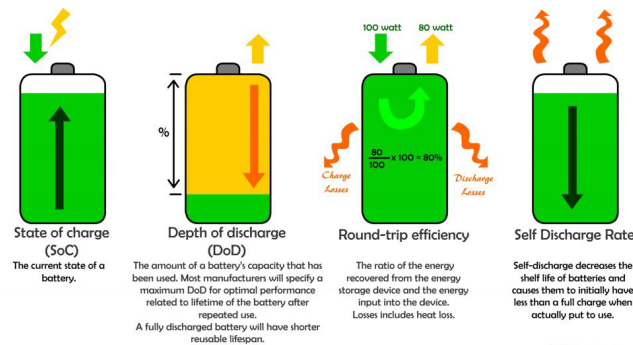 100 watt 80 watt
%
80
100 x 100 = 80%
Charge
Losses
Discharge
Losses
State of charge
(SoC)
The current state of a
battery.
Depth of discharge
(DoD)
The amount of a battery's capacity that has
been used. Most manufacturers will specify a
maximum DoD for optimal performance
related to lifetime of the battery after
repeated use.
A fully discharged battery will have shorter
reusable lifespan.
Round-trip efficiency
The ratio of the energy
recovered from the energy
storage device and the energy
input into the device.
Losses includes heat loss.
Self Discharge Rate
Self-discharge decreases the
shelf life of batteries and
causes them to initially have
less than a full charge when
actually put to use.